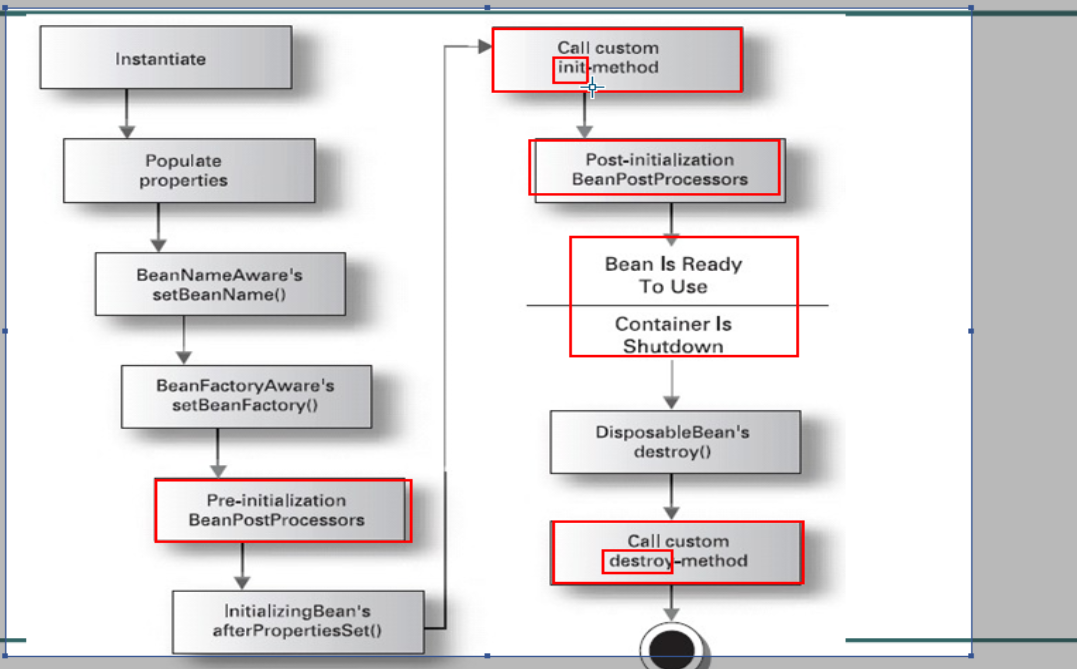 Instantiate
Populate
properties
BeanNameAware's
setBeanName()
BeanFactoryAware's
setBeanFactory()
Pre-initialization
BeanPostProcessors
InitializingBean's
afterPropertiesSet()
Call custom
init-method
Post-initialization
BeanPostProcessors
Bean Is Ready
To Use
Container Is
Shutdown
DisposableBean's
destroy()
Call custom
destroy-method